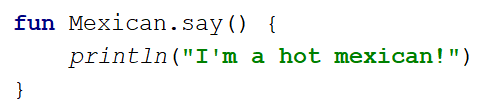 fun Mexican.say() {
    println("I'm a hot mexican!")
}